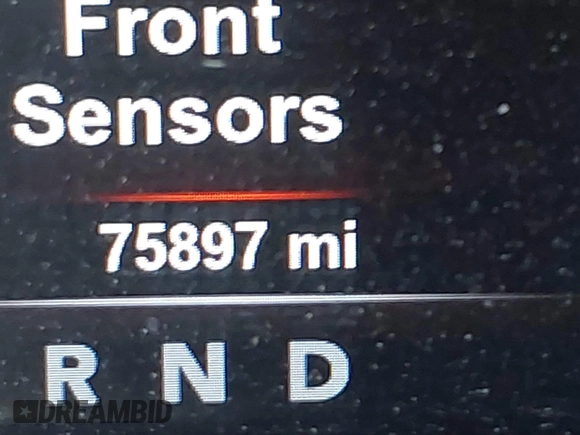 Front
Sensors
75897 mi
R N D
DREAMBID